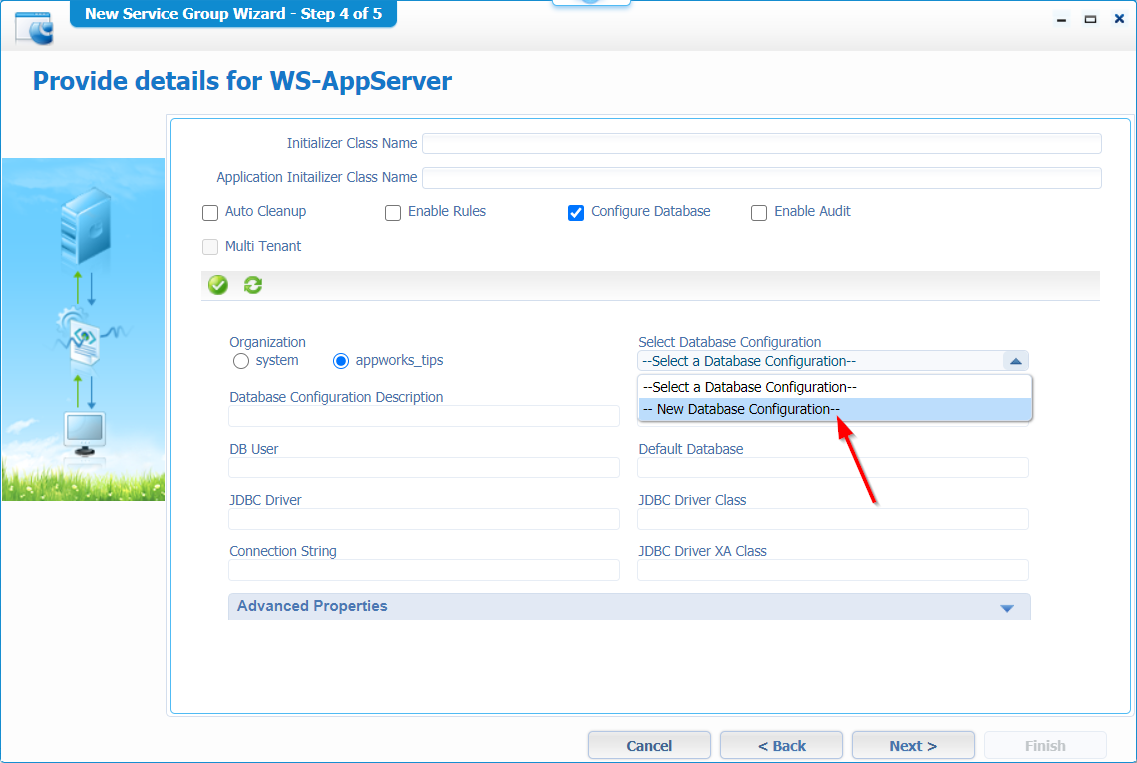 New Service Group Wizard - Step 4 of 5
Provide details for WS-AppServer
Initializer Class Name
Application Initailizer Class Name
Auto Cleanup
Enable Rules
Configure Database
Enable Audit
Multi Tenant
Organization
system
appworks_tips
Select Database Configuration
--Select a Database Configuration--
--Select a Database Configuration--
-- New Database Configuration--
Database Configuration Description
DB User
Default Database
JDBC Driver
JDBC Driver Class
Connection String
JDBC Driver XA Class
Advanced Properties
Cancel
< Back
Next >
Finish